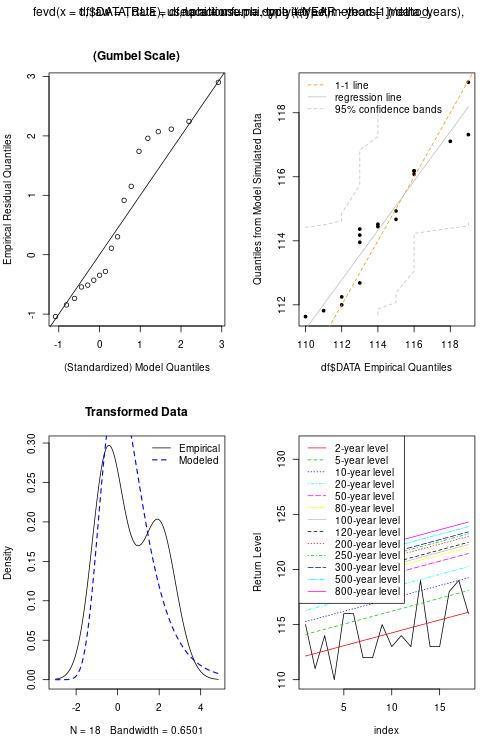 fevd(x =
years),
(Gumbel Scale)
Empirical Residual Quantiles
-1 0 1 2 3
-1 0 1 2 3
(Standardized) Model Quantiles
1-1 line
regression line
95% confidence bands
Quantiles from Model Simulated Data
112 114 116 118
110 112 114 116 118
df$DATA Empirical Quantiles
Transformed Data
Empirical
Modeled
Density
0.00 0.05 0.10 0.15 0.20 0.25 0.30
-2 0 2 4
N = 18 Bandwidth = 0.6501
2-year level
5-year level
10-year level
20-year level
50-year level
80-year level
100-year level
120-year level
200-year level
250-year level
300-year level
500-year level
800-year level
Return Level
110 115 120 125 130
5 10 15
index